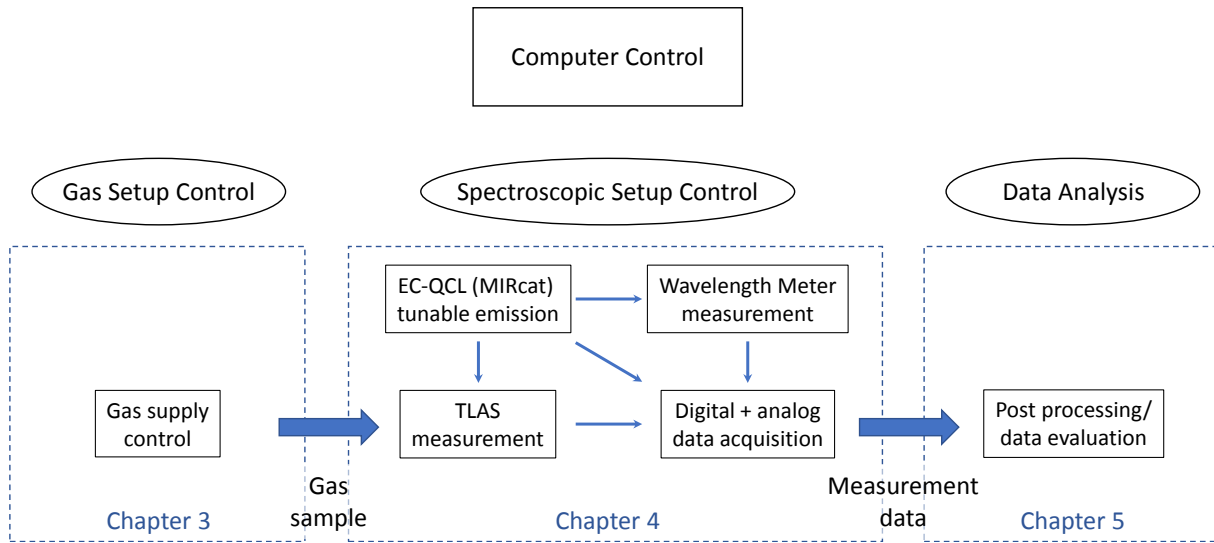 Computer Control
Gas Setup Control
Spectroscopic Setup Control
Data Analysis
EC-QCL (MIRcat)
tunable emission
Wavelength Meter
measurement
Gas supply
control
TLAS
measurement
Digital + analog
data acquisition
Post processing/
data evaluation
Gas
sample
Measurement
data
Chapter 3
Chapter 4
Chapter 5